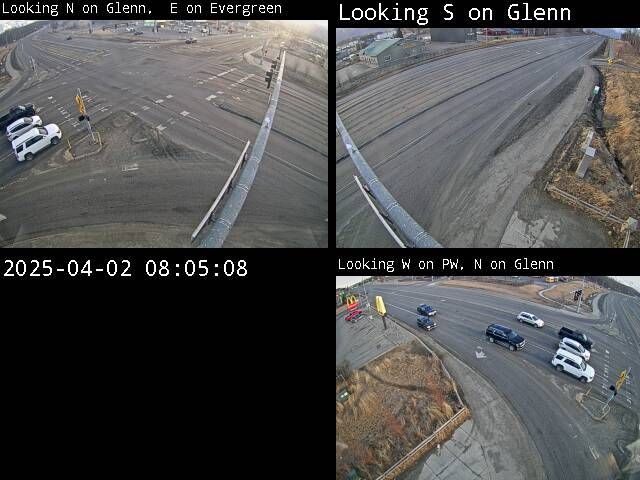 Looking N on Glenn,  E on Evergreen
Looking S on Glenn
2025-04-02 08:05:08
Looking W on PW, N on Glenn